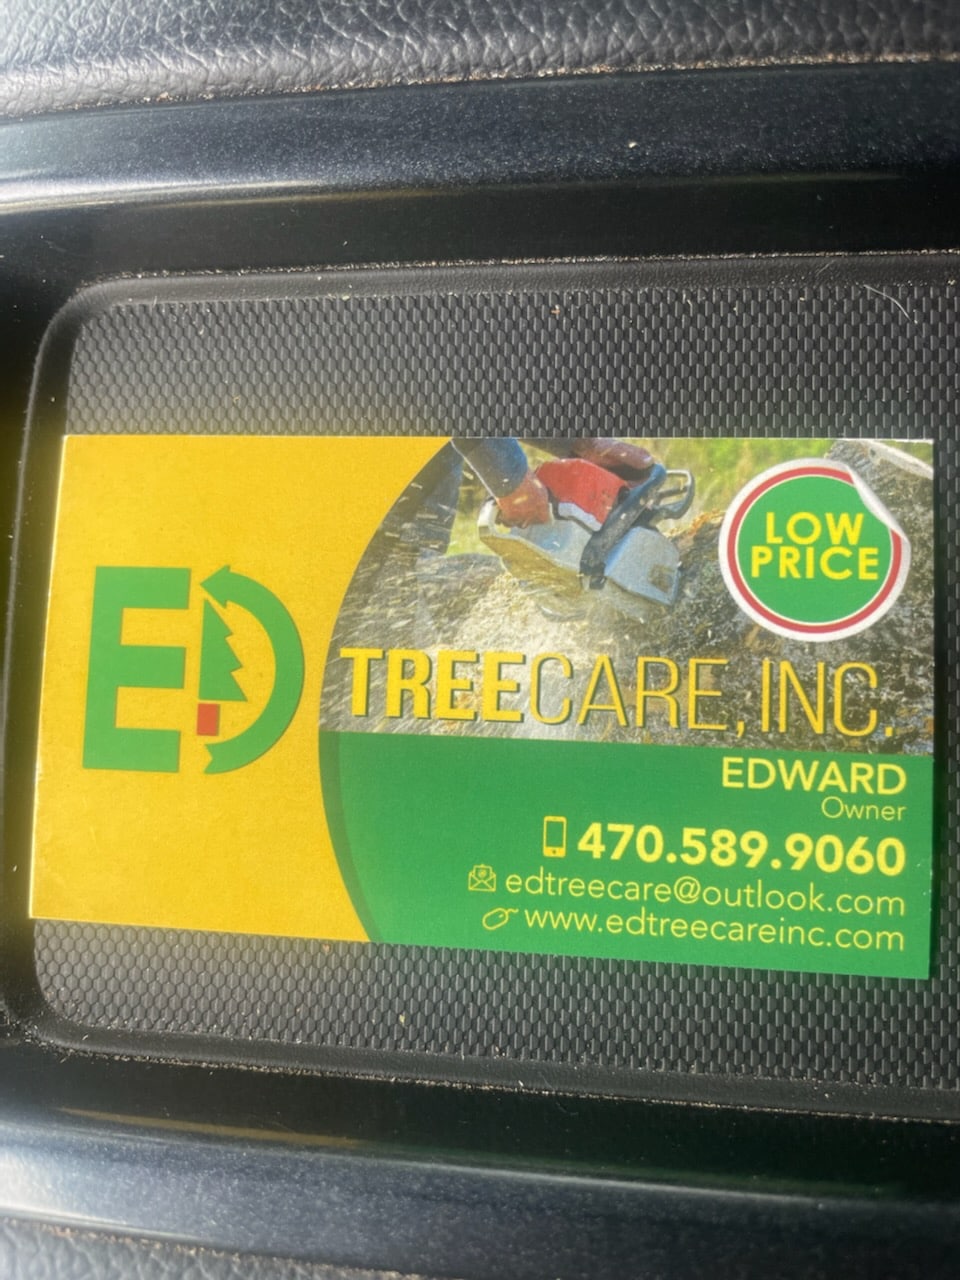 LOW
PRICE
ED
TREECARE, INC.
EDWARD
Owner
470.589.9060
edtreecare@outlook.com
www.edtreecareinc.com